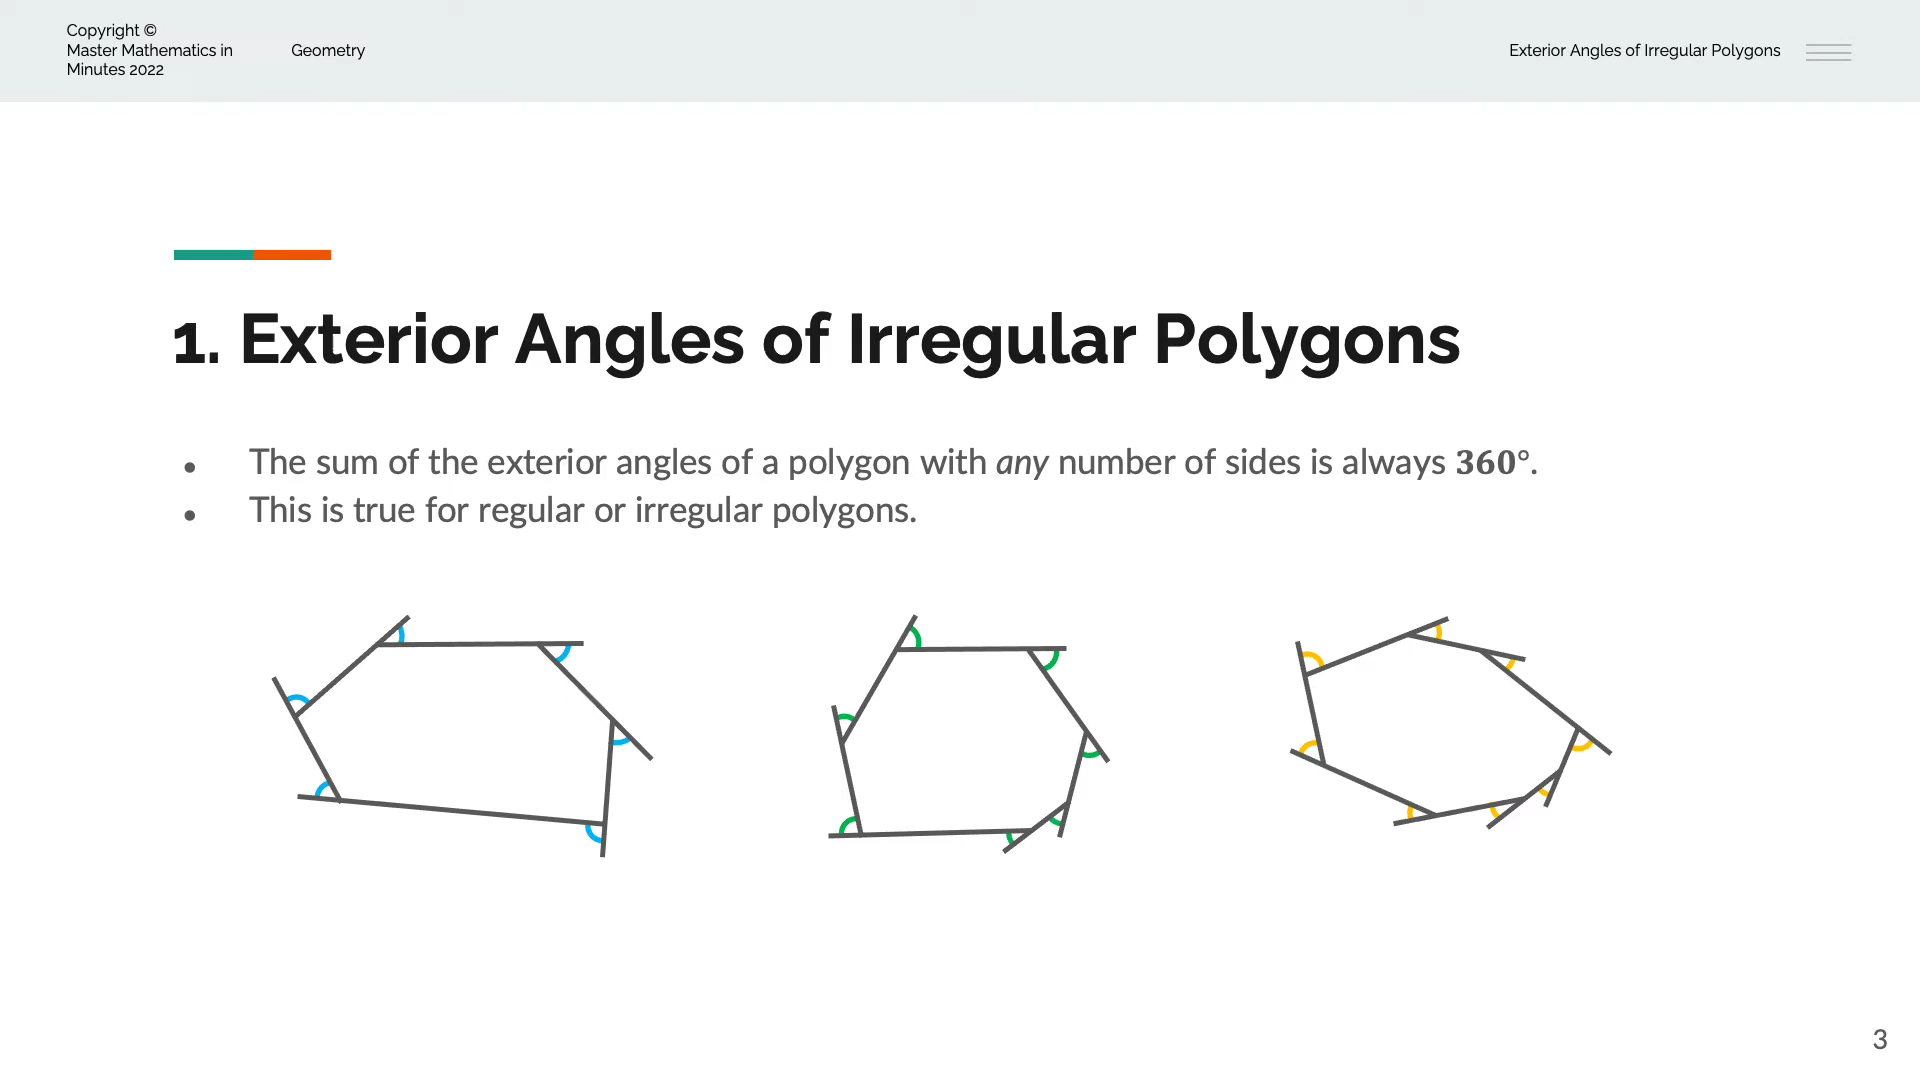 Copyright ©
Master Mathematics in
Minutes 2022
Geometry
Exterior Angles of Irregular Polygons
1. Exterior Angles of Irregular Polygons
● The sum of the exterior angles of a polygon with any number of sides is always 360°.
● This is true for regular or irregular polygons.
3